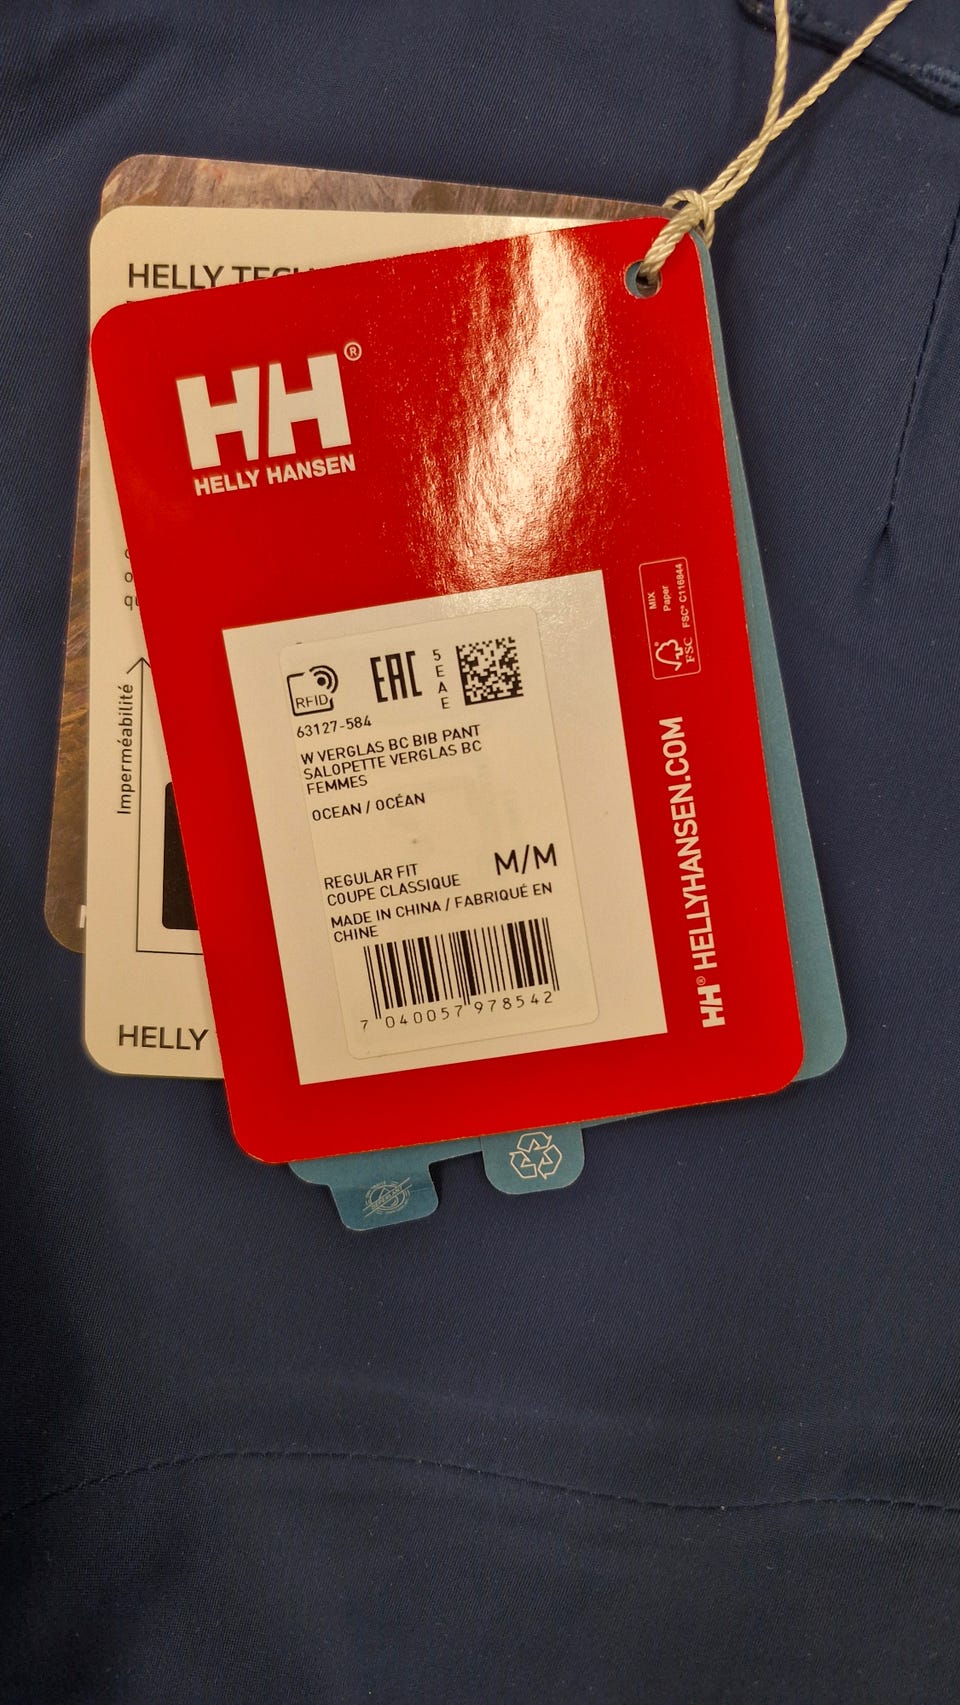 HELLY TECH
HH®
HELLY HANSEN
MIX
Paper
FSC® C116844
FSC
RFID
EAC
5
E
A
E
63127-584
W VERGLAS BC BIB PANT
SALOPETTE VERGLAS BC
FEMMES
OCEAN / OCÉAN
REGULAR FIT
COUPE CLASSIQUE
M/M
MADE IN CHINA / FABRIQUÉ EN
CHINE
7 040057 978542
HH® HELLYHANSEN.COM
Imperméabilité
HELLY